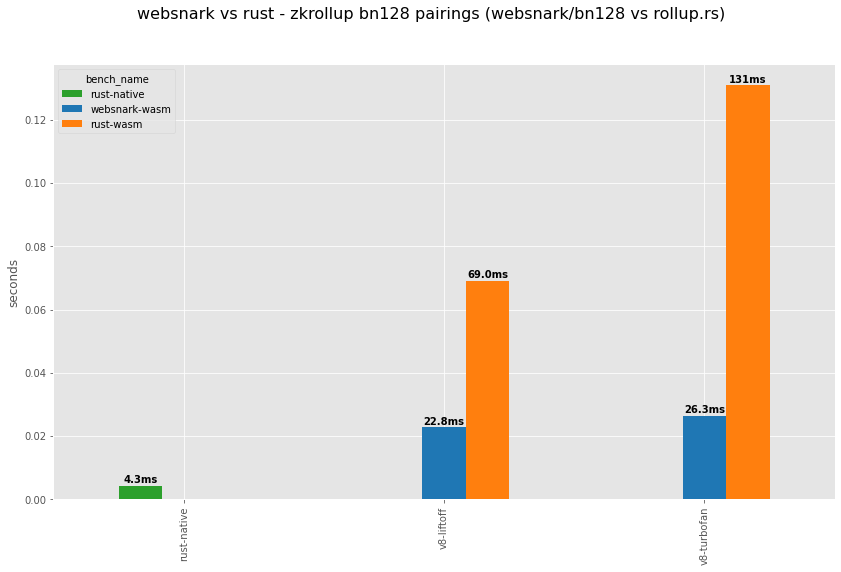 websnark vs rust - zkrollup bn128 pairings (websnark/bn128 vs rollup.rs)
bench_name
rust-native
websnark-wasm
rust-wasm
131ms
0.12
0.10
0.08
69.0ms
seconds
0.06
0.04
26.3ms
22.8ms
0.02
4.3ms
0.00
rust-native
v8-liftoff
v8-turbofan